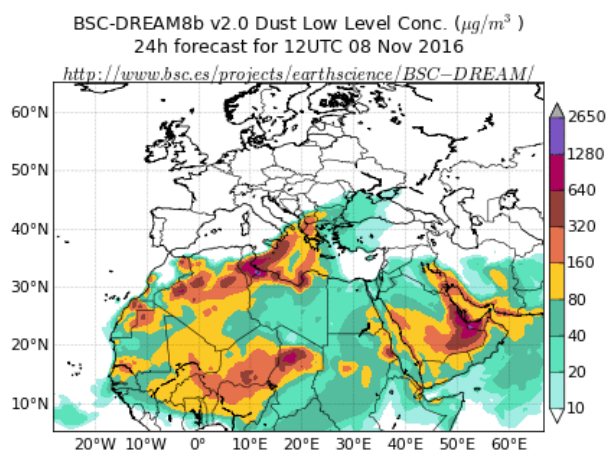 BSC-DREAM8b v2.0 Dust Low Level Conc. (μg/m³ )
24h forecast for 12UTC 08 Nov 2016
http://www.bsc.es/projects/earthscience/BSC−DREAM/
60°N
50°N
40°N
30°N
20°N
10°N
20°W 10°W 0° 10°E 20°E 30°E 40°E 50°E 60°E
2650
1280
640
320
160
80
40
20
10